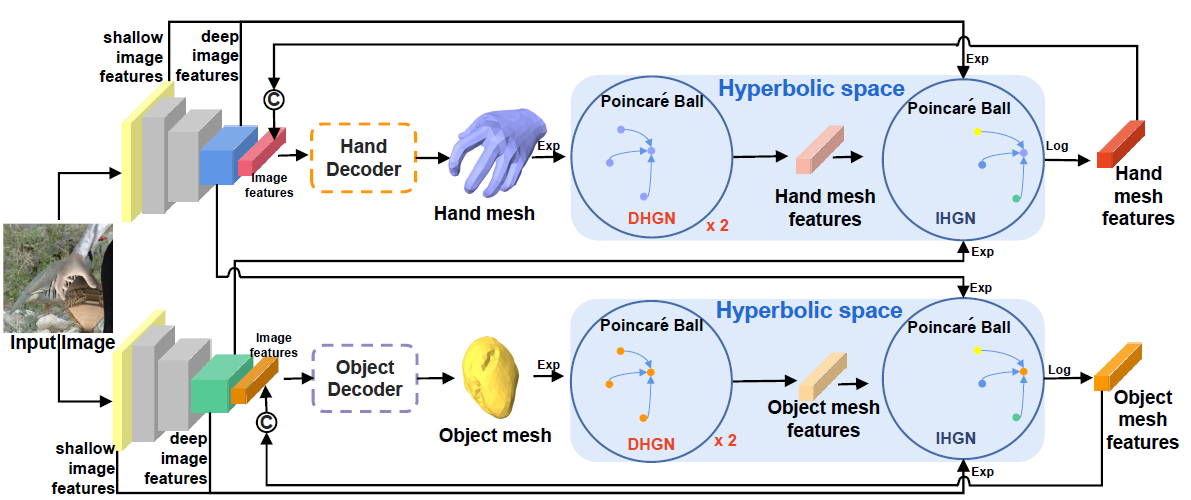 shallow
image
features
deep
image
features
C
Image
features
Hand
Decoder
Hand mesh
Exp
Hyperbolic space
Poincaré Ball
DHGN
x 2
Hand mesh
features
Exp
Poincaré Ball
IHGN
Log
Hand
mesh
features
Exp
Input Image
Image
features
C
Object
Decoder
Object mesh
Exp
Hyperbolic space
Poincaré Ball
DHGN
x 2
Object mesh
features
Exp
Poincaré Ball
IHGN
Log
Object
mesh
features
Exp
shallow
image
features
deep
image
features